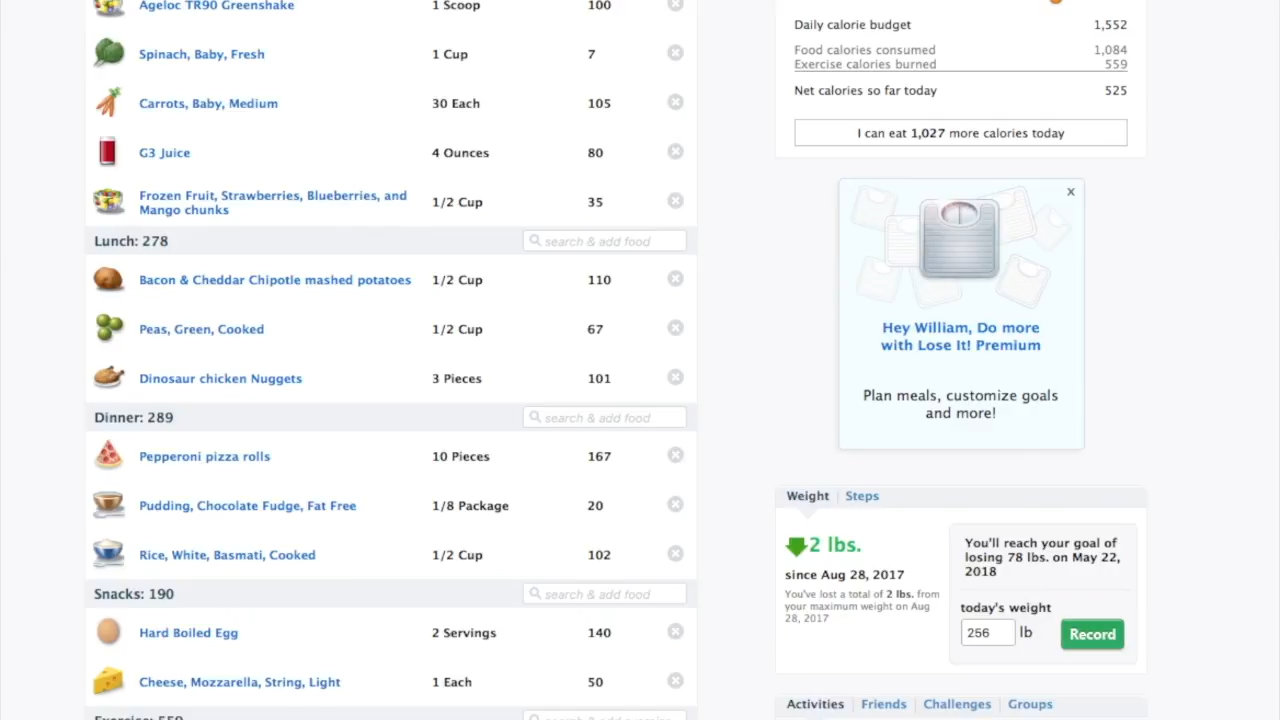 Ageloc TR90 Greenshake 1 Scoop 100
Spinach, Baby, Fresh 1 Cup 7
Carrots, Baby, Medium 30 Each 105
G3 Juice 4 Ounces 80
Frozen Fruit, Strawberries, Blueberries, and
Mango chunks 1/2 Cup 35
Lunch: 278 search & add food
Bacon & Cheddar Chipotle mashed potatoes 1/2 Cup 110
Peas, Green, Cooked 1/2 Cup 67
Dinosaur chicken Nuggets 3 Pieces 101
Dinner: 289 search & add food
Pepperoni pizza rolls 10 Pieces 167
Pudding, Chocolate Fudge, Fat Free 1/8 Package 20
Rice, White, Basmati, Cooked 1/2 Cup 102
Snacks: 190 search & add food
Hard Boiled Egg 2 Servings 140
Cheese, Mozzarella, String, Light 1 Each 50
Exercise: 559 search & add exercise
Daily calorie budget 1,552
Food calories consumed 1,084
Exercise calories burned 559
Net calories so far today 525
I can eat 1,027 more calories today
x
Hey William, Do more
with Lose It! Premium
Plan meals, customize goals
and more!
Weight Steps
2 lbs.
since Aug 28, 2017
You've lost a total of 2 lbs. from
your maximum weight on Aug
28, 2017
You'll reach your goal of
losing 78 lbs. on May 22,
2018
today's weight
256 lb Record
Activities Friends Challenges Groups